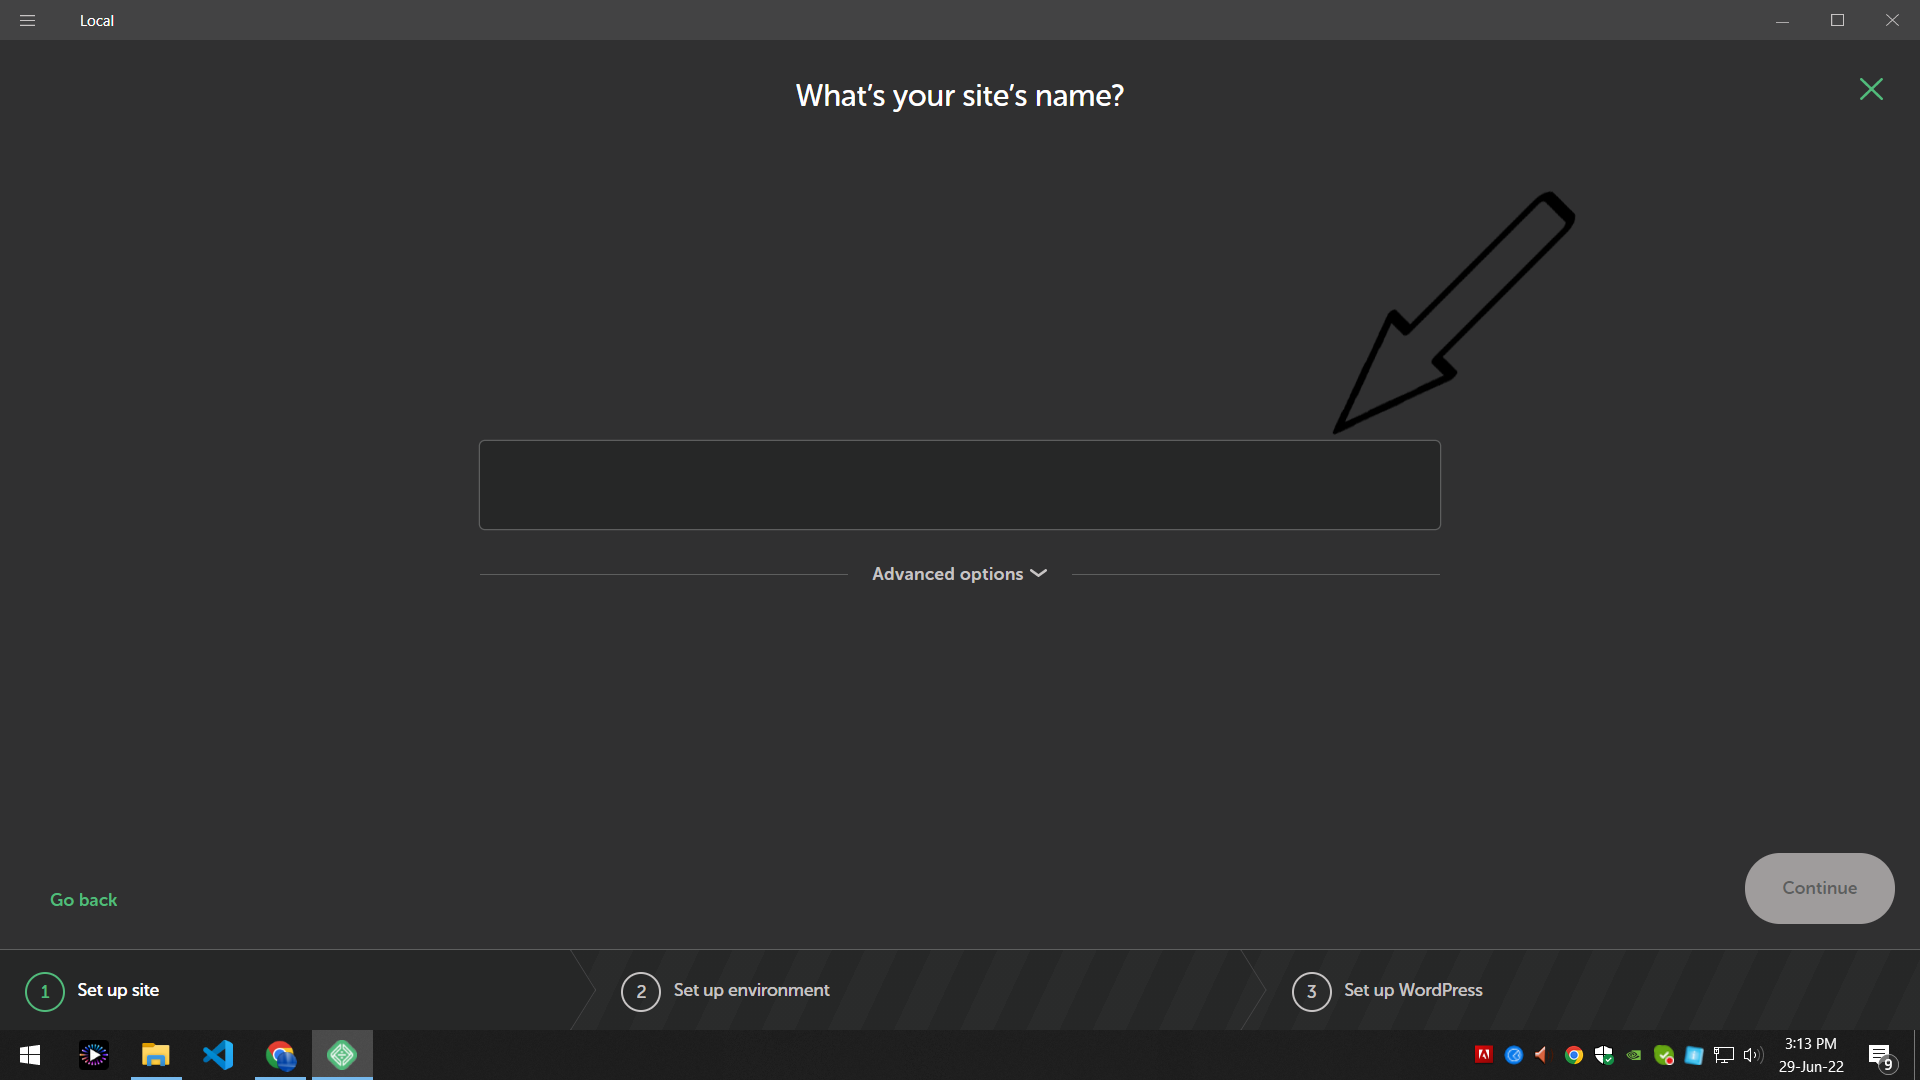 Local
What's your site's name?
Advanced options
Go back
Continue
1 Set up site
2 Set up environment
3 Set up WordPress
3:13 PM
29-Jun-22
9